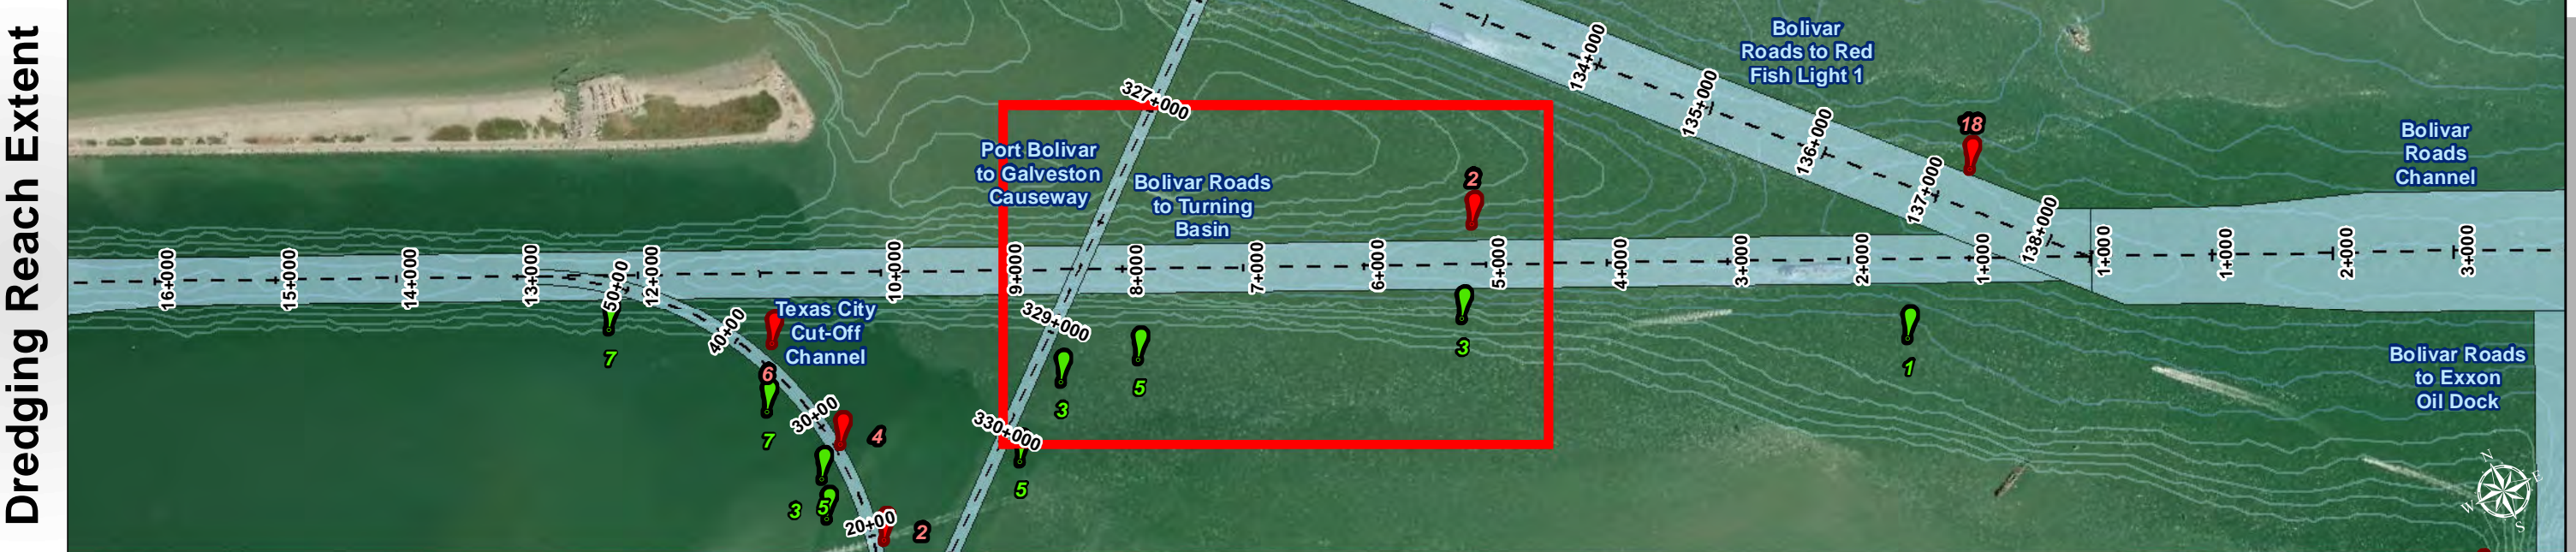 Dredging Reach Extent
134+000
135+000
136+000
137+000
138+000
Bolivar
Roads to Red
Fish Light 1
18
Bolivar
Roads
Channel
327+000
Port Bolivar
to Galveston
Causeway
Bolivar Roads
to Turning
Basin
2
16+000
15+000
14+000
13+000
50+00
12+000
10+000
9+000
8+000
7+000
6+000
5+000
4+000
3+000
2+000
1+000
1+000
2+000
3+000
7
40+00
Texas City
Cut-Off
Channel
6
7
30+00
4
3
5
20+00
2
329+000
330+000
3
5
5
3
1
Bolivar Roads
to Exxon
Oil Dock
N
E
W
S